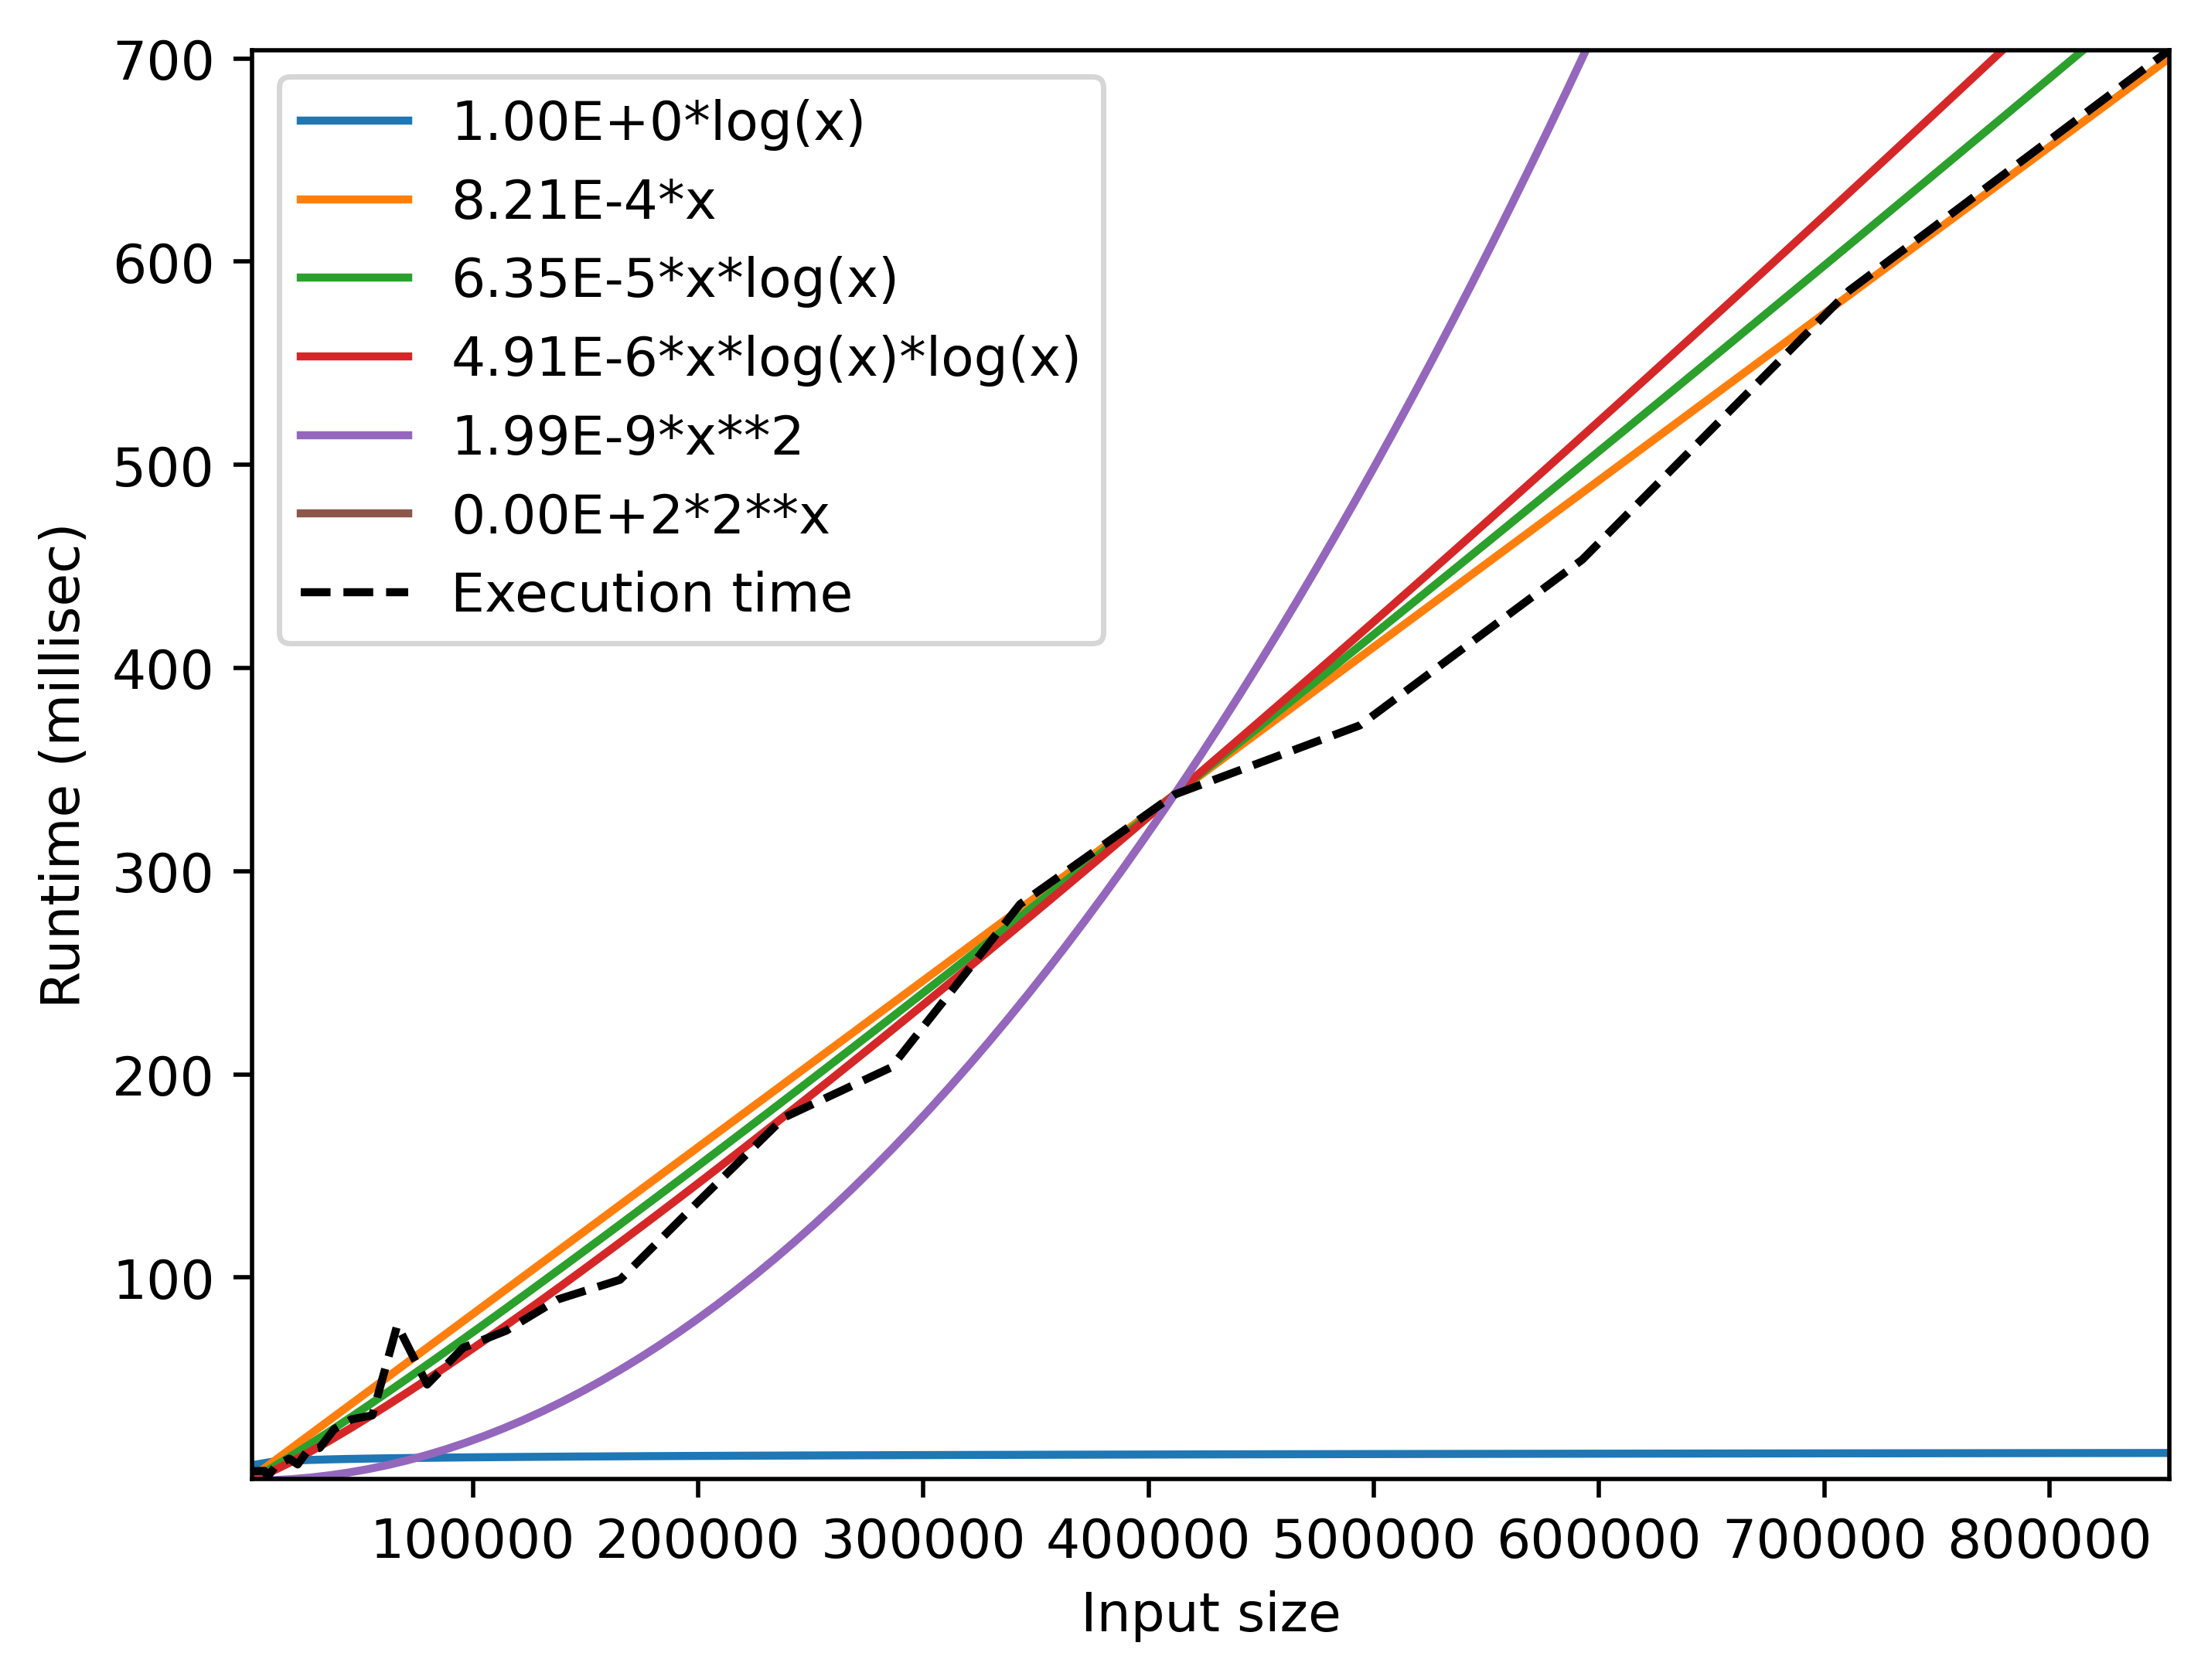 700
600
500
400
300
200
100
Runtime (millisec)
1.00E+0*log(x)
8.21E-4*x
6.35E-5*x*log(x)
4.91E-6*x*log(x)*log(x)
1.99E-9*x**2
0.00E+2*2**x
Execution time
100000 200000 300000 400000 500000 600000 700000 800000
Input size